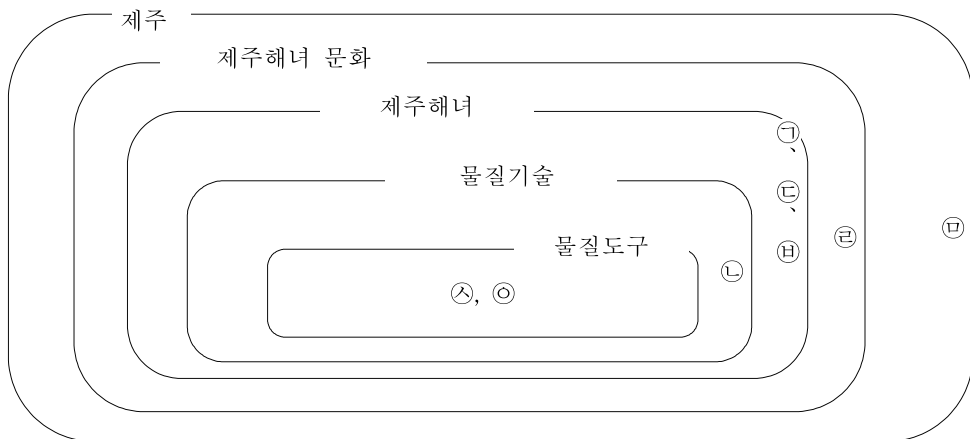 제주
제주해녀 문화
제주해녀
㉠,
물질기술
㉢,
㉤
㉣
물질도구
㉥
㉡
㉦, ㉧